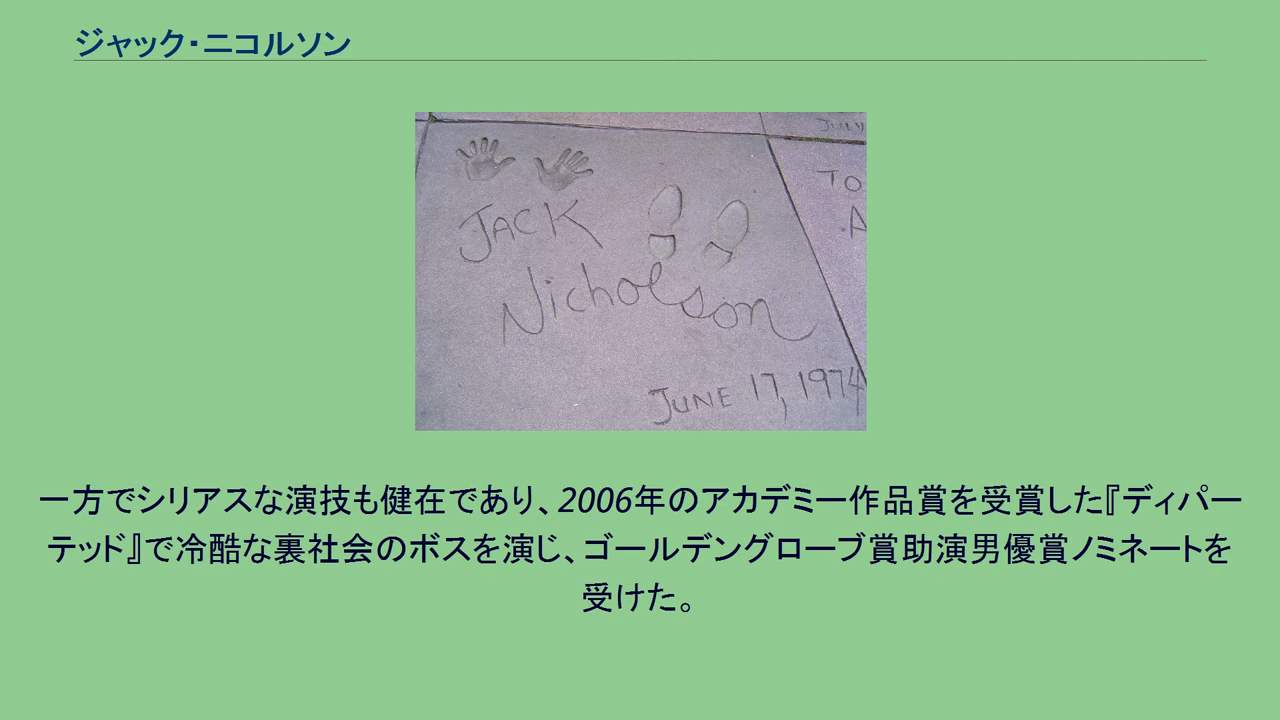 ジャック・ニコルソン
JULY
TO
JACK
Nicholson
JUNE 17, 1974
一方でシリアスな演技も健在であり、2006年のアカデミー作品賞を受賞した『ディパー
テッド』で冷酷な裏社会のボスを演じ、ゴールデングローブ賞助演男優賞ノミネートを
受けた。